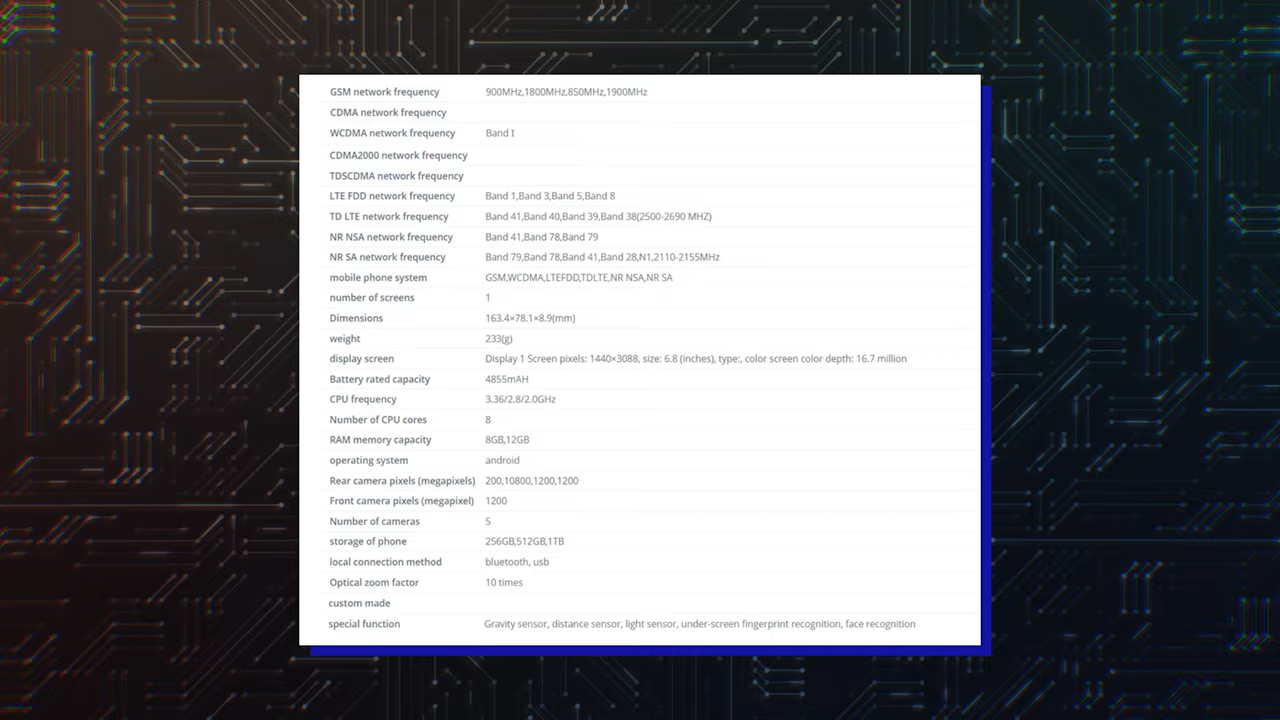 GSM network frequency 900MHz,1800MHz,850MHz,1900MHz
CDMA network frequency
WCDMA network frequency Band I
CDMA2000 network frequency
TDSCDMA network frequency
LTE FDD network frequency Band 1,Band 3,Band 5,Band 8
TD LTE network frequency Band 41,Band 40,Band 39,Band 38(2500-2690 MHZ)
NR NSA network frequency Band 41,Band 78,Band 79
NR SA network frequency Band 79,Band 78,Band 41,Band 28,N1,2110-2155MHz
mobile phone system GSM,WCDMA,LTEFDD,TDLTE,NR NSA,NR SA
number of screens 1
Dimensions 163.4×78.1×8.9(mm)
weight 233(g)
display screen Display 1 Screen pixels: 1440×3088, size: 6.8 (inches), type:, color screen color depth: 16.7 million
Battery rated capacity 4855mAH
CPU frequency 3.36/2.8/2.0GHz
Number of CPU cores 8
RAM memory capacity 8GB,12GB
operating system android
Rear camera pixels (megapixels) 200,10800,1200,1200
Front camera pixels (megapixel) 1200
Number of cameras 5
storage of phone 256GB,512GB,1TB
local connection method bluetooth, usb
Optical zoom factor 10 times
custom made
special function Gravity sensor, distance sensor, light sensor, under-screen fingerprint recognition, face recognition